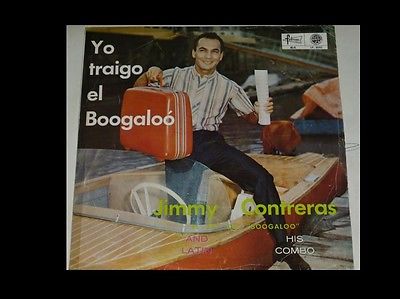 Yo
traigo
el
Boogaloó
Jimmy Contreras
BOOGALOO"
AND HIS
LATIN COMBO